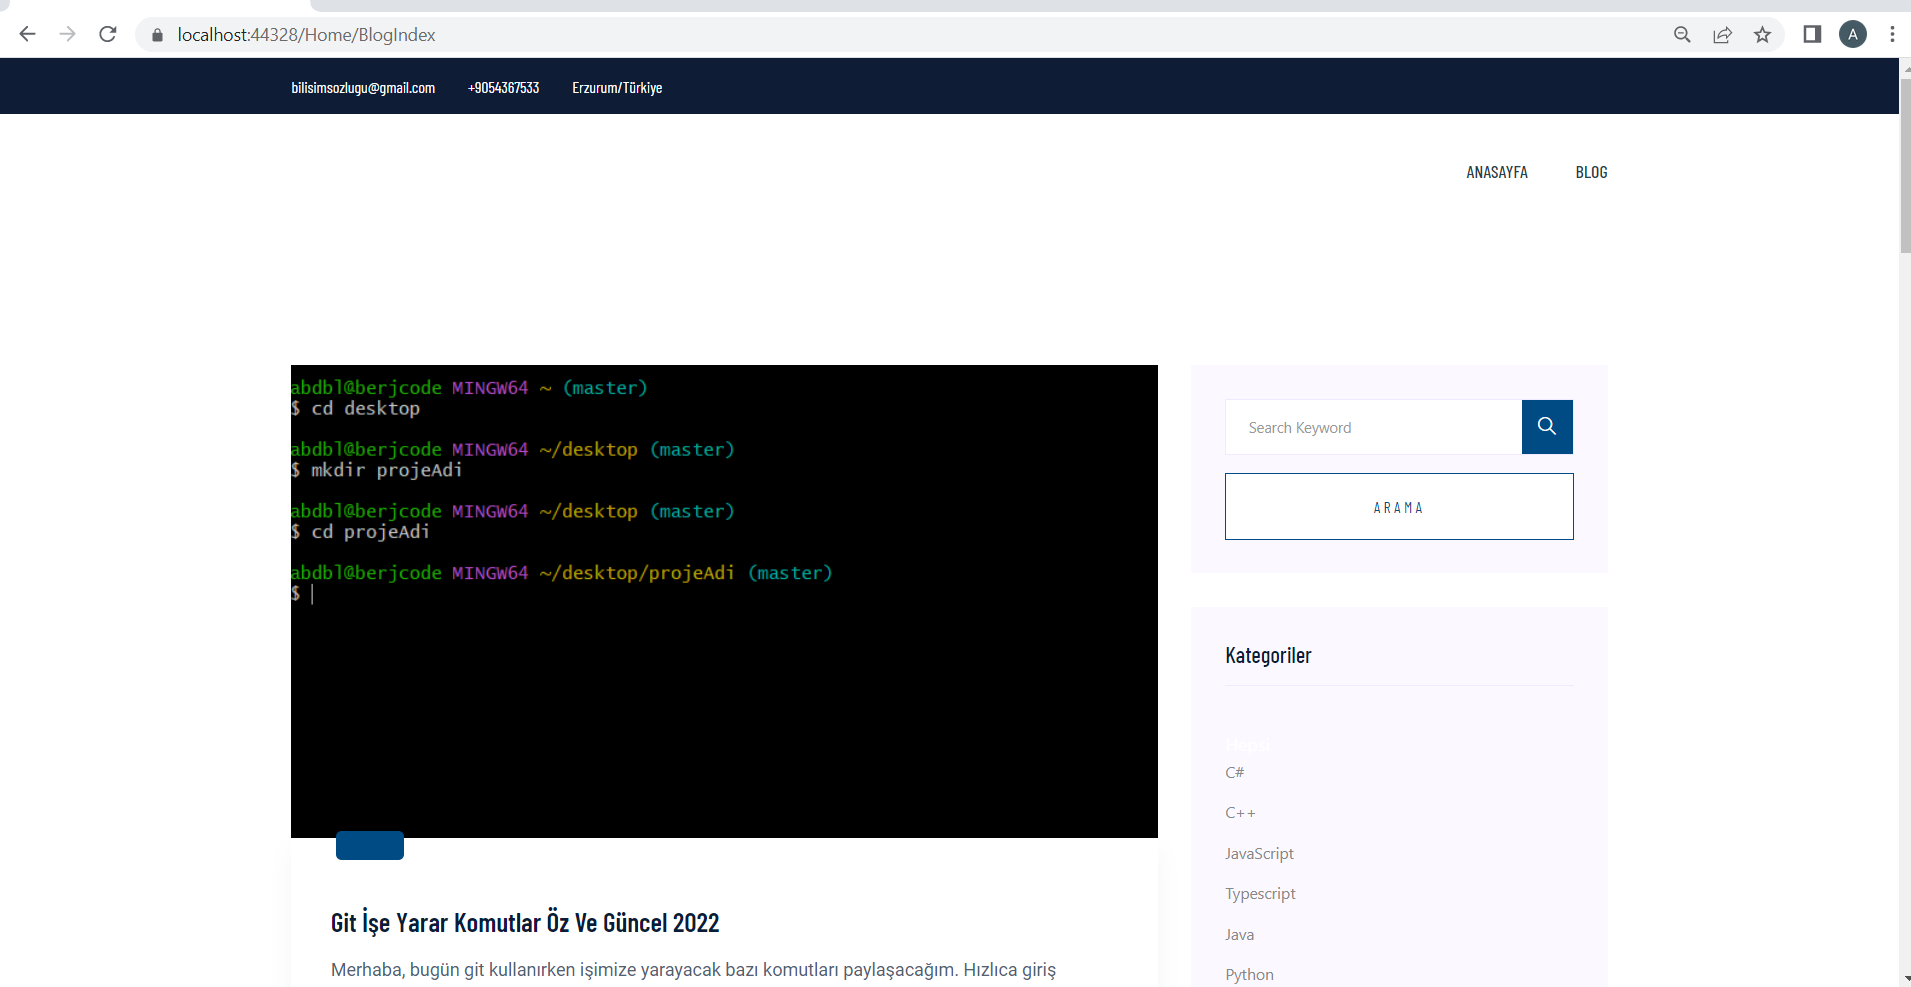 localhost:44328/Home/BlogIndex
A
bilisimsozlugu@gmail.com +9054367533 Erzurum/Türkiye
ANASAYFA BLOG
abdbl@berjcode MINGW64 ~ (master)
$ cd desktop
abdbl@berjcode MINGW64 ~/desktop (master)
$ mkdir projeAdi
abdbl@berjcode MINGW64 ~/desktop (master)
$ cd projeAdi
abdbl@berjcode MINGW64 ~/desktop/projeAdi (master)
$
Git İşe Yarar Komutlar Öz Ve Güncel 2022
Merhaba, bugün git kullanırken işimize yarayacak bazı komutları paylaşacağım. Hızlıca giriş
Search Keyword
ARAMA
Kategoriler
Hepsi
C#
C++
JavaScript
Typescript
Java
Python